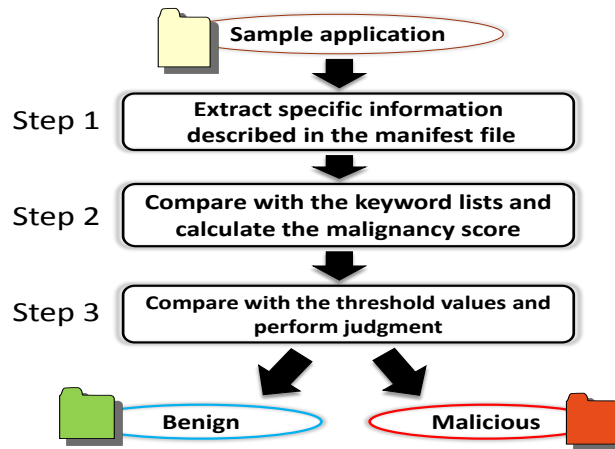 Sample application
Step 1
Extract specific information
described in the manifest file
Step 2
Compare with the keyword lists and
calculate the malignancy score
Step 3
Compare with the threshold values and
perform judgment
Benign
Malicious